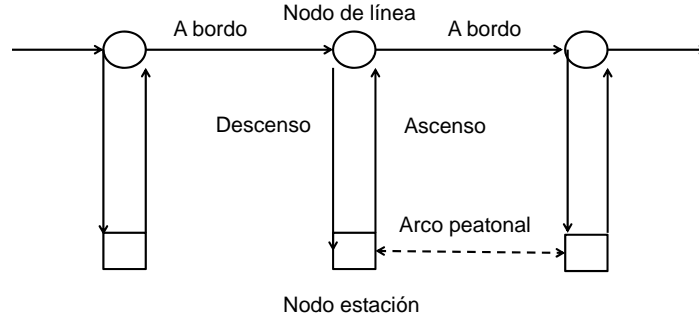 Nodo de línea
A bordo
A bordo
Descenso
Ascenso
Arco peatonal
Nodo estación